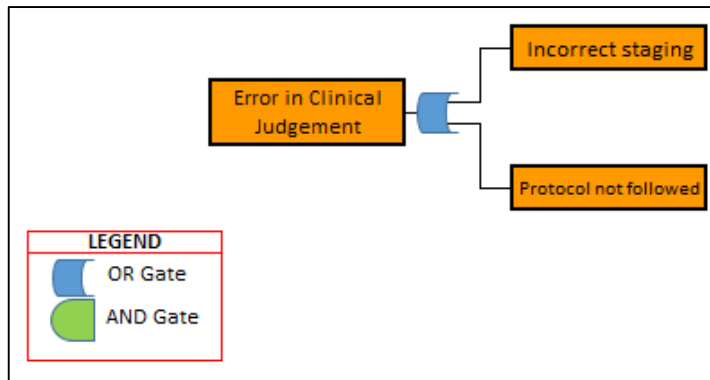 Incorrect staging
Error in Clinical
Judgement
Protocol not followed
LEGEND
OR Gate
AND Gate